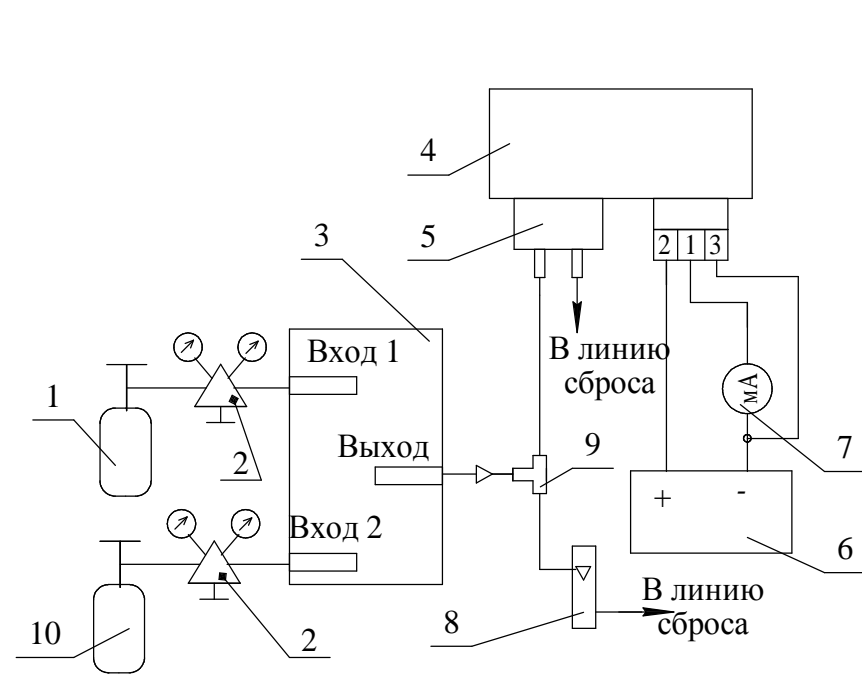 4
5
2 1 3
3
В линию
сброса
Вход 1
1
2
мА
7
Выход
9
+ -
6
Вход 2
10
2
8
В линию
сброса